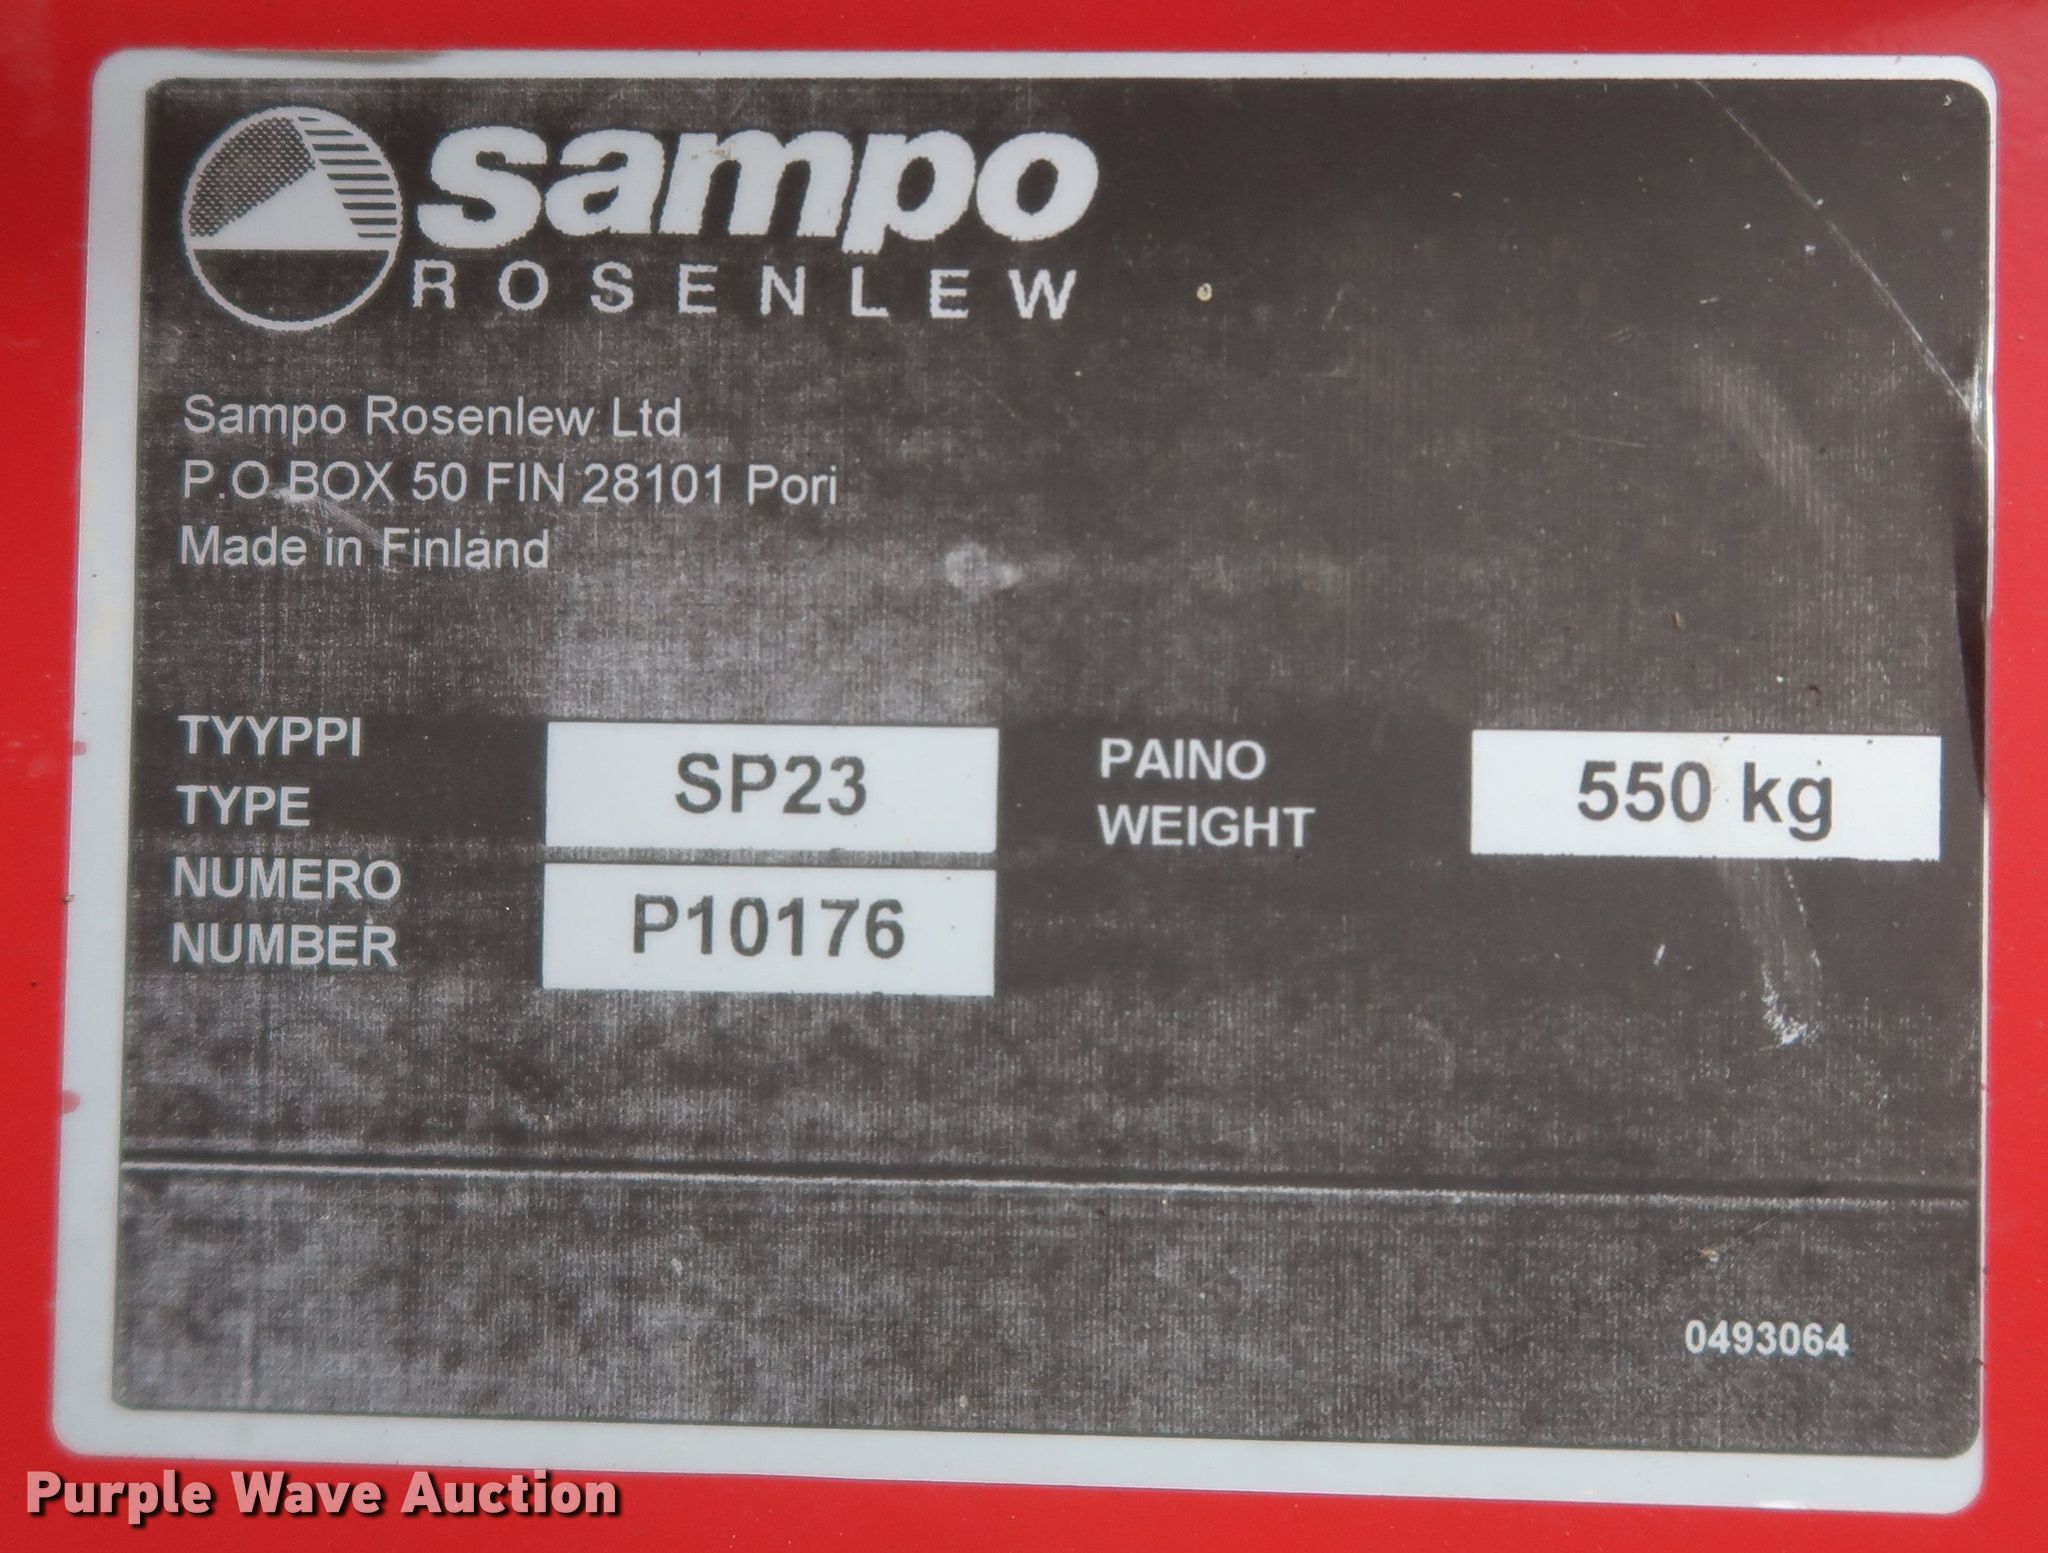 sampo
ROSENLEW
Sampo Rosenlew Ltd
P.O BOX 50 FIN 28101 Pori
Made in Finland
TYYPPI
TYPE
SP23
PAINO
WEIGHT
550 kg
NUMERO
NUMBER
P10176
0493064
Purple Wave Auction